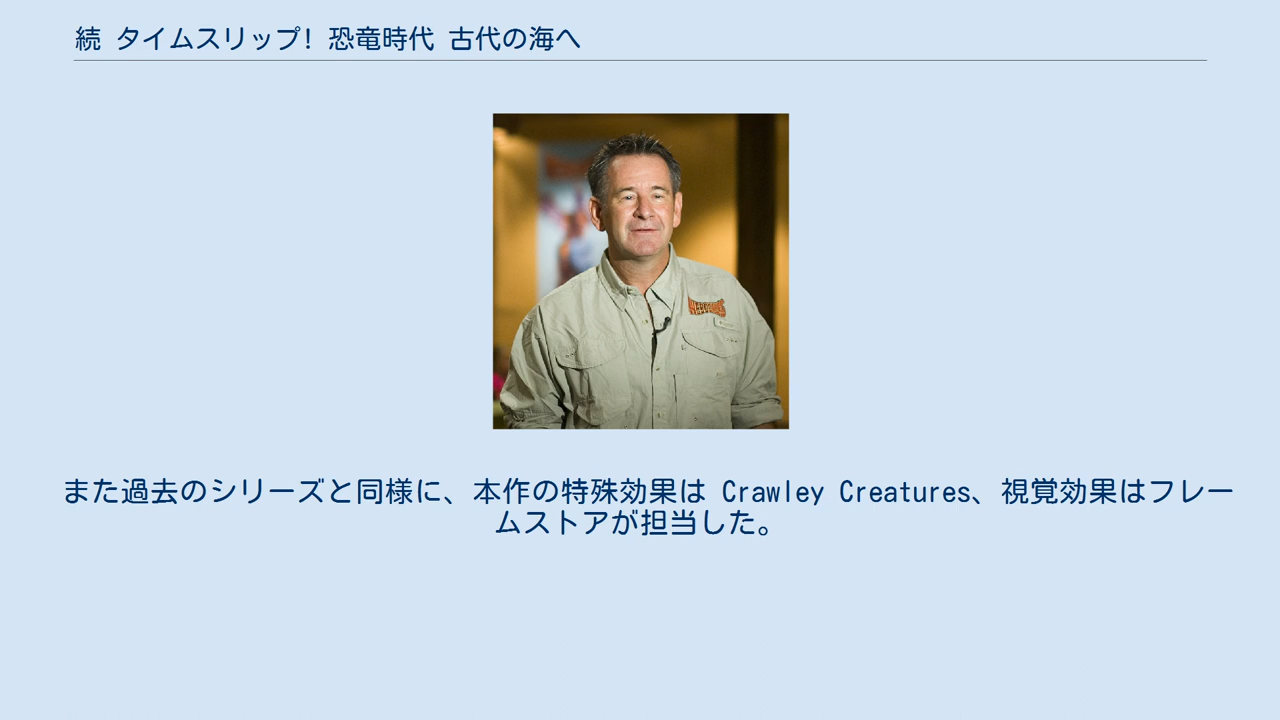 続 タイムスリップ! 恐竜時代 古代の海へ
また過去のシリーズと同様に、本作の特殊効果は Crawley Creatures、視覚効果はフレー
ムストアが担当した。